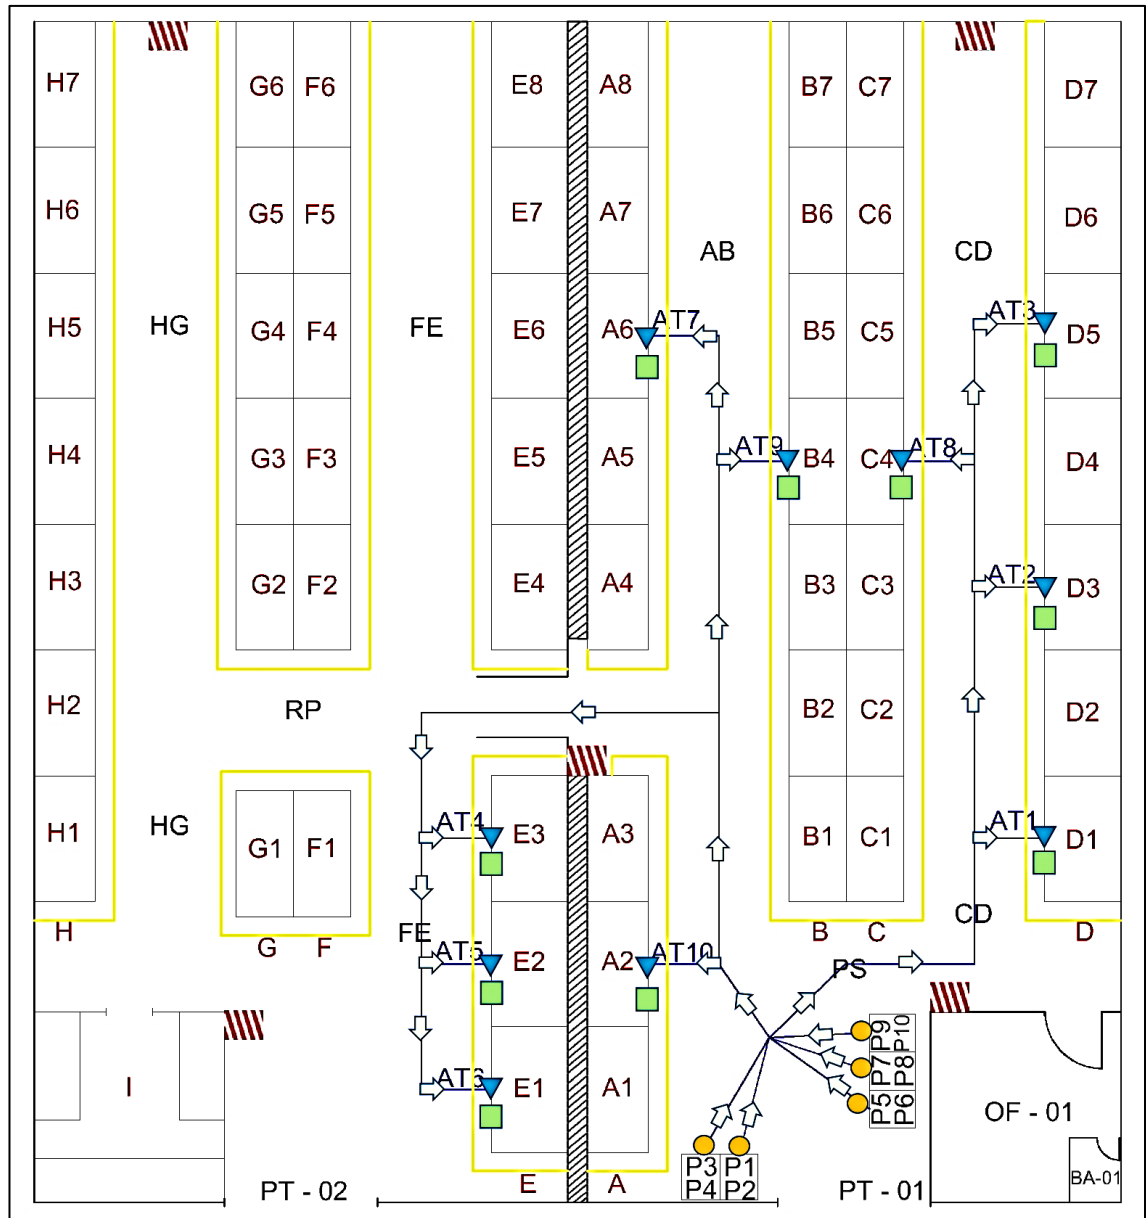 H7 G6 F6 E8 A8 B7 C7 D7
H6 G5 F5 E7 A7 B6 C6 D6
AB CD
H5 HG G4 F4 FE E6 A6 AT7 B5 C5 AT3 D5
H4 G3 F3 E5 A5 AT9 B4 C4 AT8 D4
H3 G2 F2 E4 A4 B3 C3 AT2 D3
H2 RP B2 C2 D2
H1 HG G1 F1 AT4 E3 A3 B1 C1 AT1 D1
H G F FE B C CD D
AT5 E2 A2 AT10 PS
I AT6 E1 A1
P9 P10
P7 P8
P5 P6
OF - 01
P3 P1
P4 P2
BA-01
PT - 02 E A PT - 01